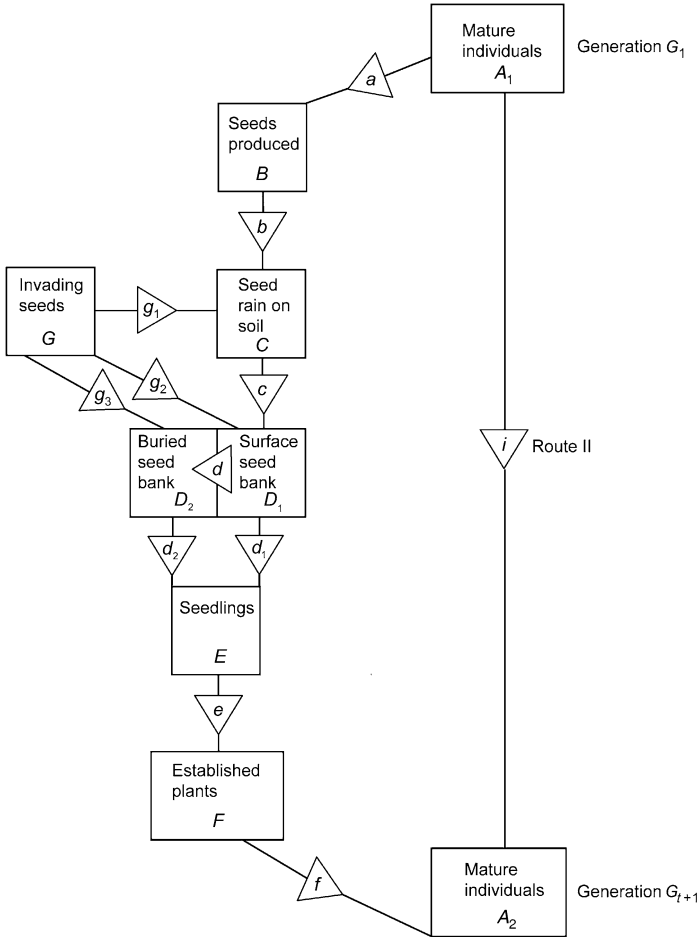 Mature
individuals
A1
Generation G1
a
Seeds
produced
B
b
Invading
seeds
G
g1
Seed
rain on
soil
C
g3
g2
c
Buried
seed
bank
D2
d
Surface
seed
bank
D1
i
Route II
d2
d1
Seedlings
E
e
Established
plants
F
f
Mature
individuals
A2
Generation Gt+1